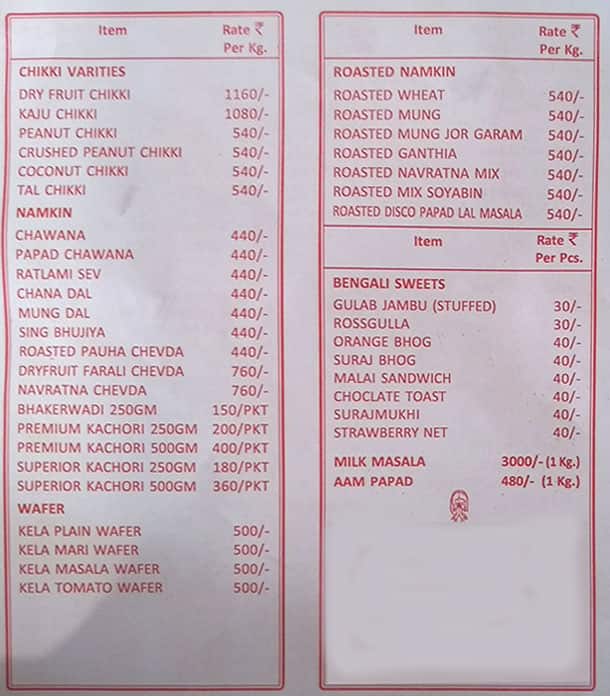 Item Rate ₹
Per Kg.
CHIKKI VARITIES
DRY FRUIT CHIKKI 1160/-
KAJU CHIKKI 1080/-
PEANUT CHIKKI 540/-
CRUSHED PEANUT CHIKKI 540/-
COCONUT CHIKKI 540/-
TAL CHIKKI 540/-
NAMKIN
CHAWANA 440/-
PAPAD CHAWANA 440/-
RATLAMI SEV 440/-
CHANA DAL 440/-
MUNG DAL 440/-
SING BHUJIYA 440/-
ROASTED PAUHA CHEVDA 440/-
DRYFRUIT FARALI CHEVDA 760/-
NAVRATNA CHEVDA 760/-
BHAKERWADI 250GM 150/PKT
PREMIUM KACHORI 250GM 200/PKT
PREMIUM KACHORI 500GM 400/PKT
SUPERIOR KACHORI 250GM 180/PKT
SUPERIOR KACHORI 500GM 360/PKT
WAFER
KELA PLAIN WAFER 500/-
KELA MARI WAFER 500/-
KELA MASALA WAFER 500/-
KELA TOMATO WAFER 500/-
Item Rate ₹
Per Kg.
ROASTED NAMKIN
ROASTED WHEAT 540/-
ROASTED MUNG 540/-
ROASTED MUNG JOR GARAM 540/-
ROASTED GANTHIA 540/-
ROASTED NAVRATNA MIX 540/-
ROASTED MIX SOYABIN 540/-
ROASTED DISCO PAPAD LAL MASALA 540/-
Item Rate ₹
Per Pcs.
BENGALI SWEETS
GULAB JAMBU (STUFFED) 30/-
ROSSGULLA 30/-
ORANGE BHOG 40/-
SURAJ BHOG 40/-
MALAI SANDWICH 40/-
CHOCLATE TOAST 40/-
SURAJMUKHI 40/-
STRAWBERRY NET 40/-
MILK MASALA 3000/- (1 Kg.)
AAM PAPAD 480/- (1 Kg.)